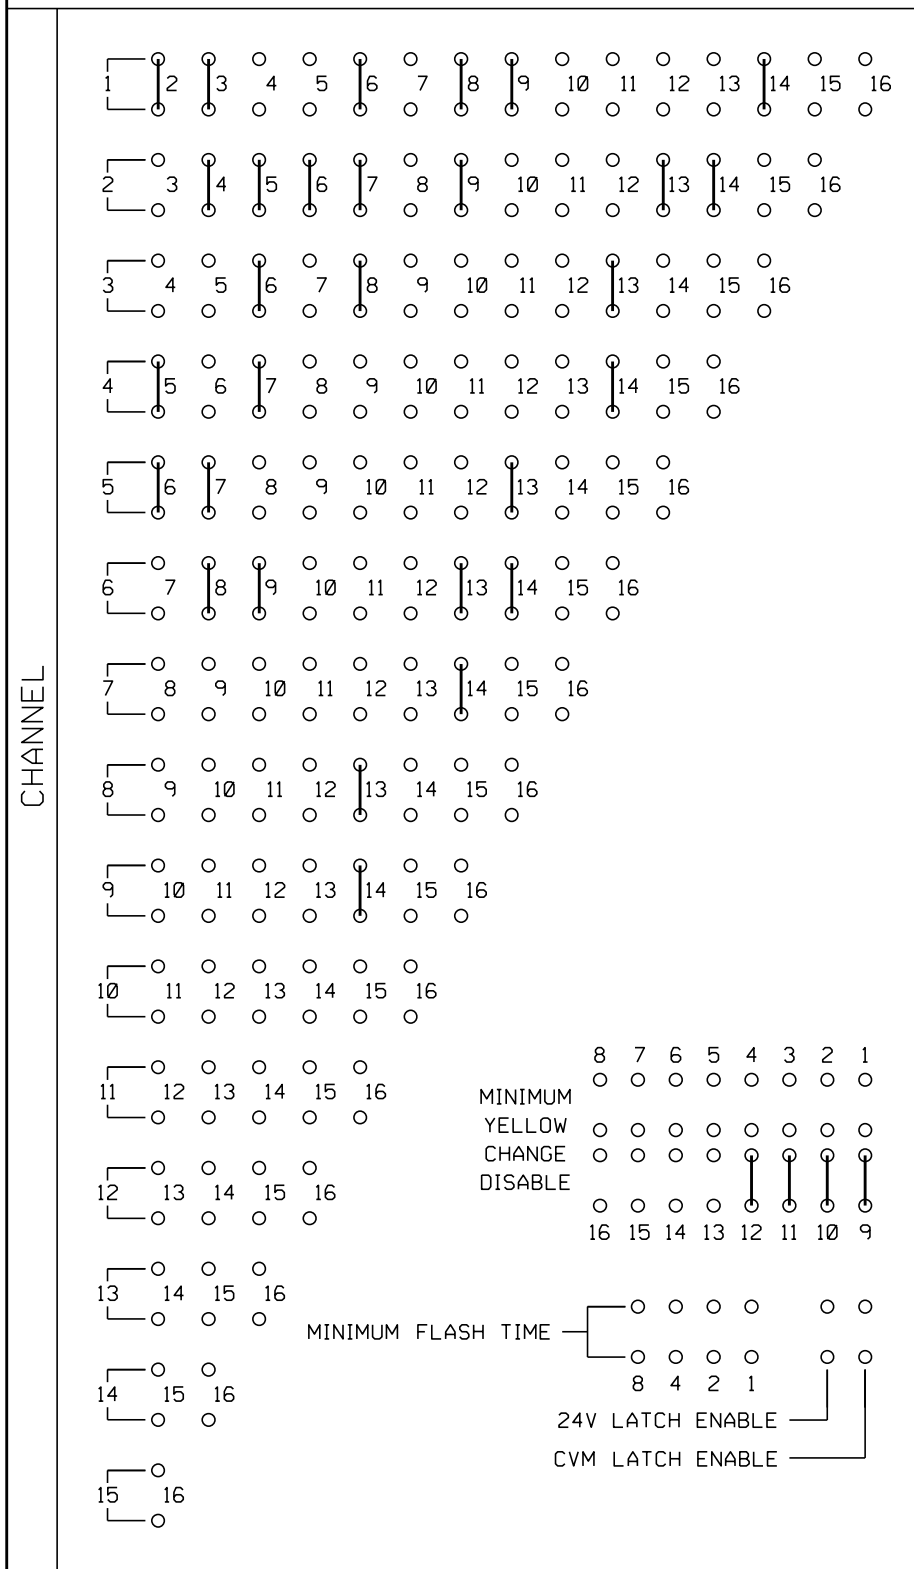 1 2 3 4 5 6 7 8 9 10 11 12 13 14 15 16
2 3 4 5 6 7 8 9 10 11 12 13 14 15 16
3 4 5 6 7 8 9 10 11 12 13 14 15 16
4 5 6 7 8 9 10 11 12 13 14 15 16
5 6 7 8 9 10 11 12 13 14 15 16
6 7 8 9 10 11 12 13 14 15 16
CHANNEL
7 8 9 10 11 12 13 14 15 16
8 9 10 11 12 13 14 15 16
9 10 11 12 13 14 15 16
10 11 12 13 14 15 16
11 12 13 14 15 16
12 13 14 15 16
13 14 15 16
14 15 16
15 16
8 7 6 5 4 3 2 1
MINIMUM
YELLOW
CHANGE
DISABLE
16 15 14 13 12 11 10 9
MINIMUM FLASH TIME
8 4 2 1
24V LATCH ENABLE
CVM LATCH ENABLE